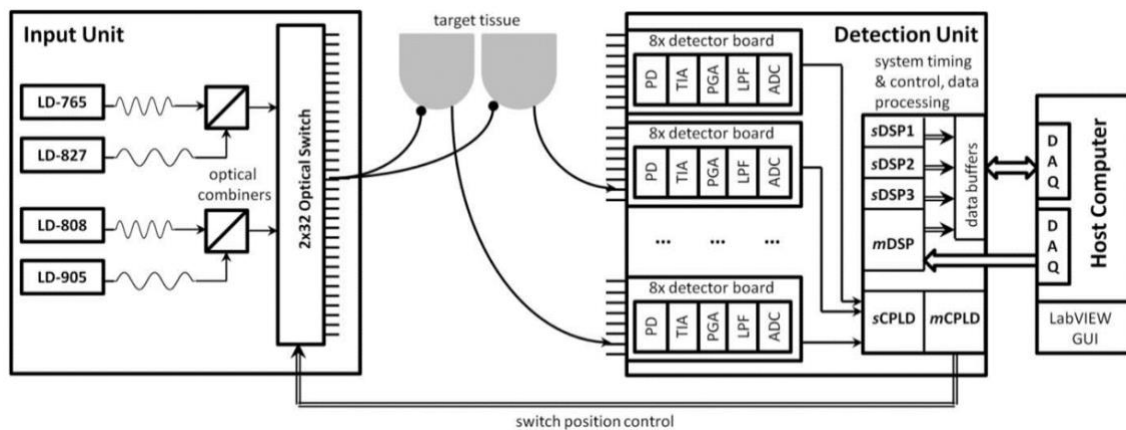 Input Unit
LD-765
LD-827
optical
combiners
LD-808
LD-905
2x32 Optical Switch
target tissue
Detection Unit
8x detector board
PD
TIA
PGA
LPF
ADC
8x detector board
PD
TIA
PGA
LPF
ADC
...
...
...
8x detector board
PD
TIA
PGA
LPF
ADC
system timing
& control, data
processing
sDSP1
sDSP2
sDSP3
mDSP
data buffers
sCPLD
mCPLD
DAQ
DAQ
Host Computer
LabVIEW
GUI
switch position control